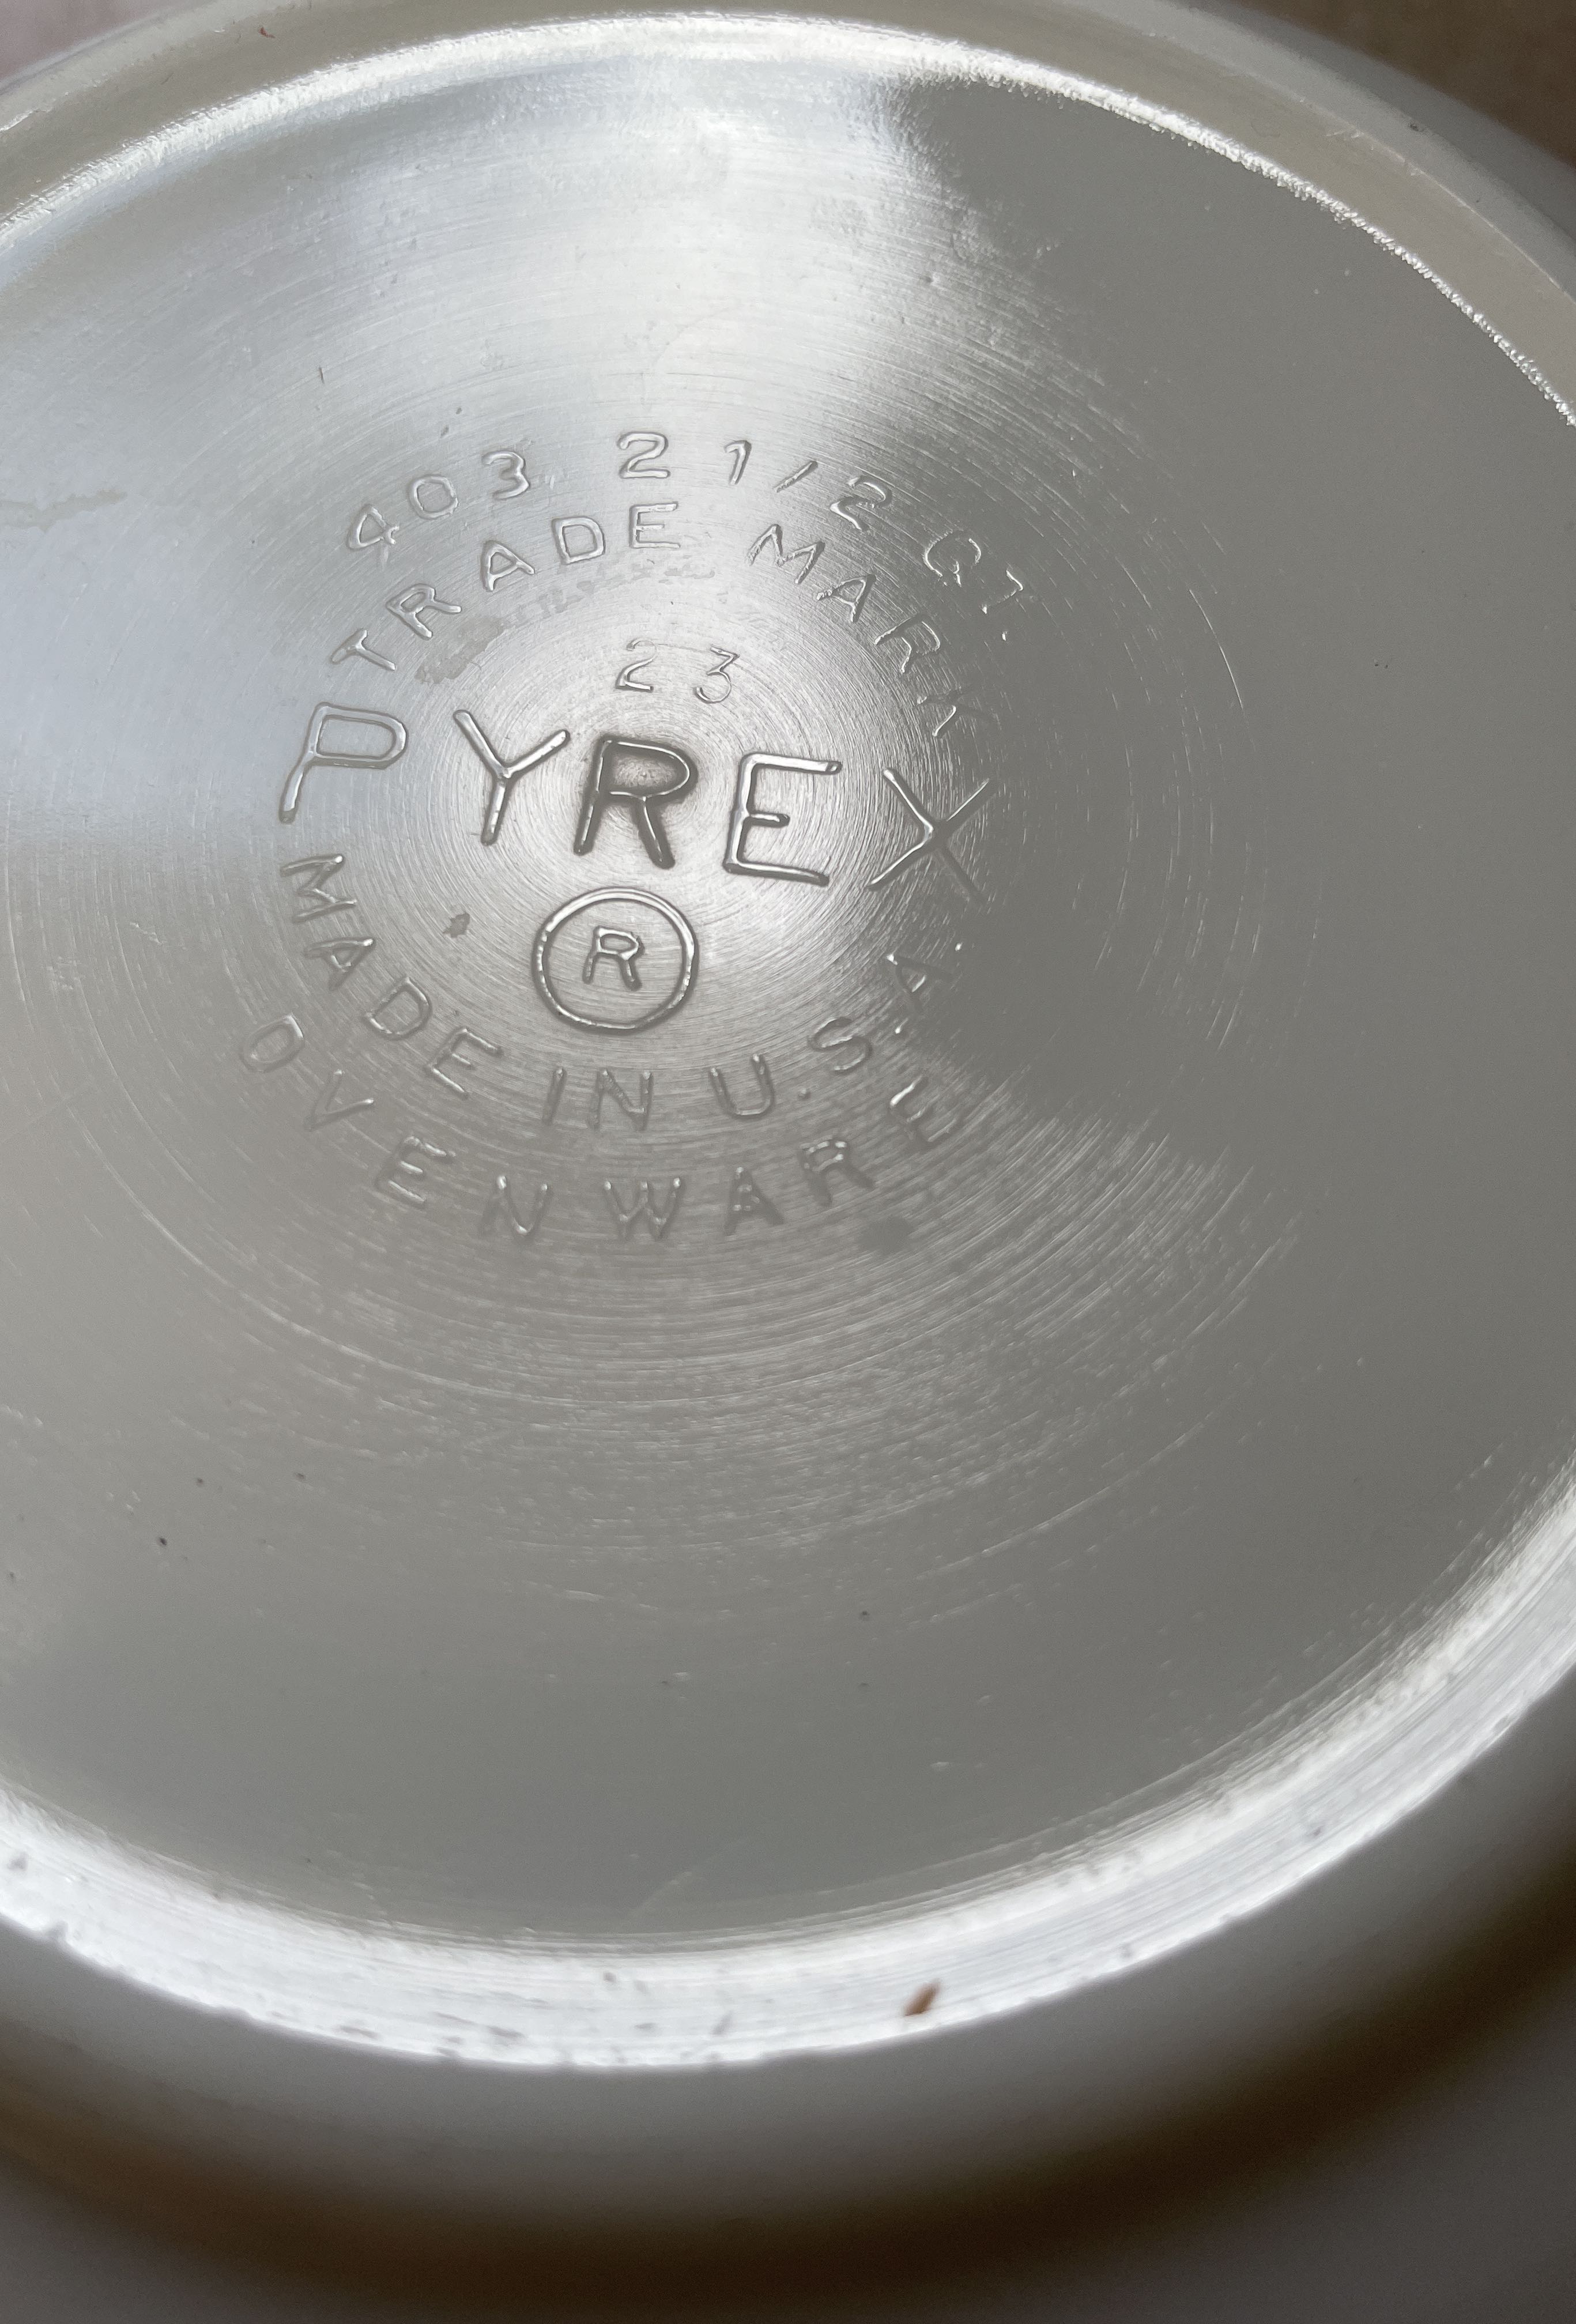 403 2 1/2 QT.
TRADE MARK
23
PYREX
®
MADE IN U.S.A.
OVENWARE